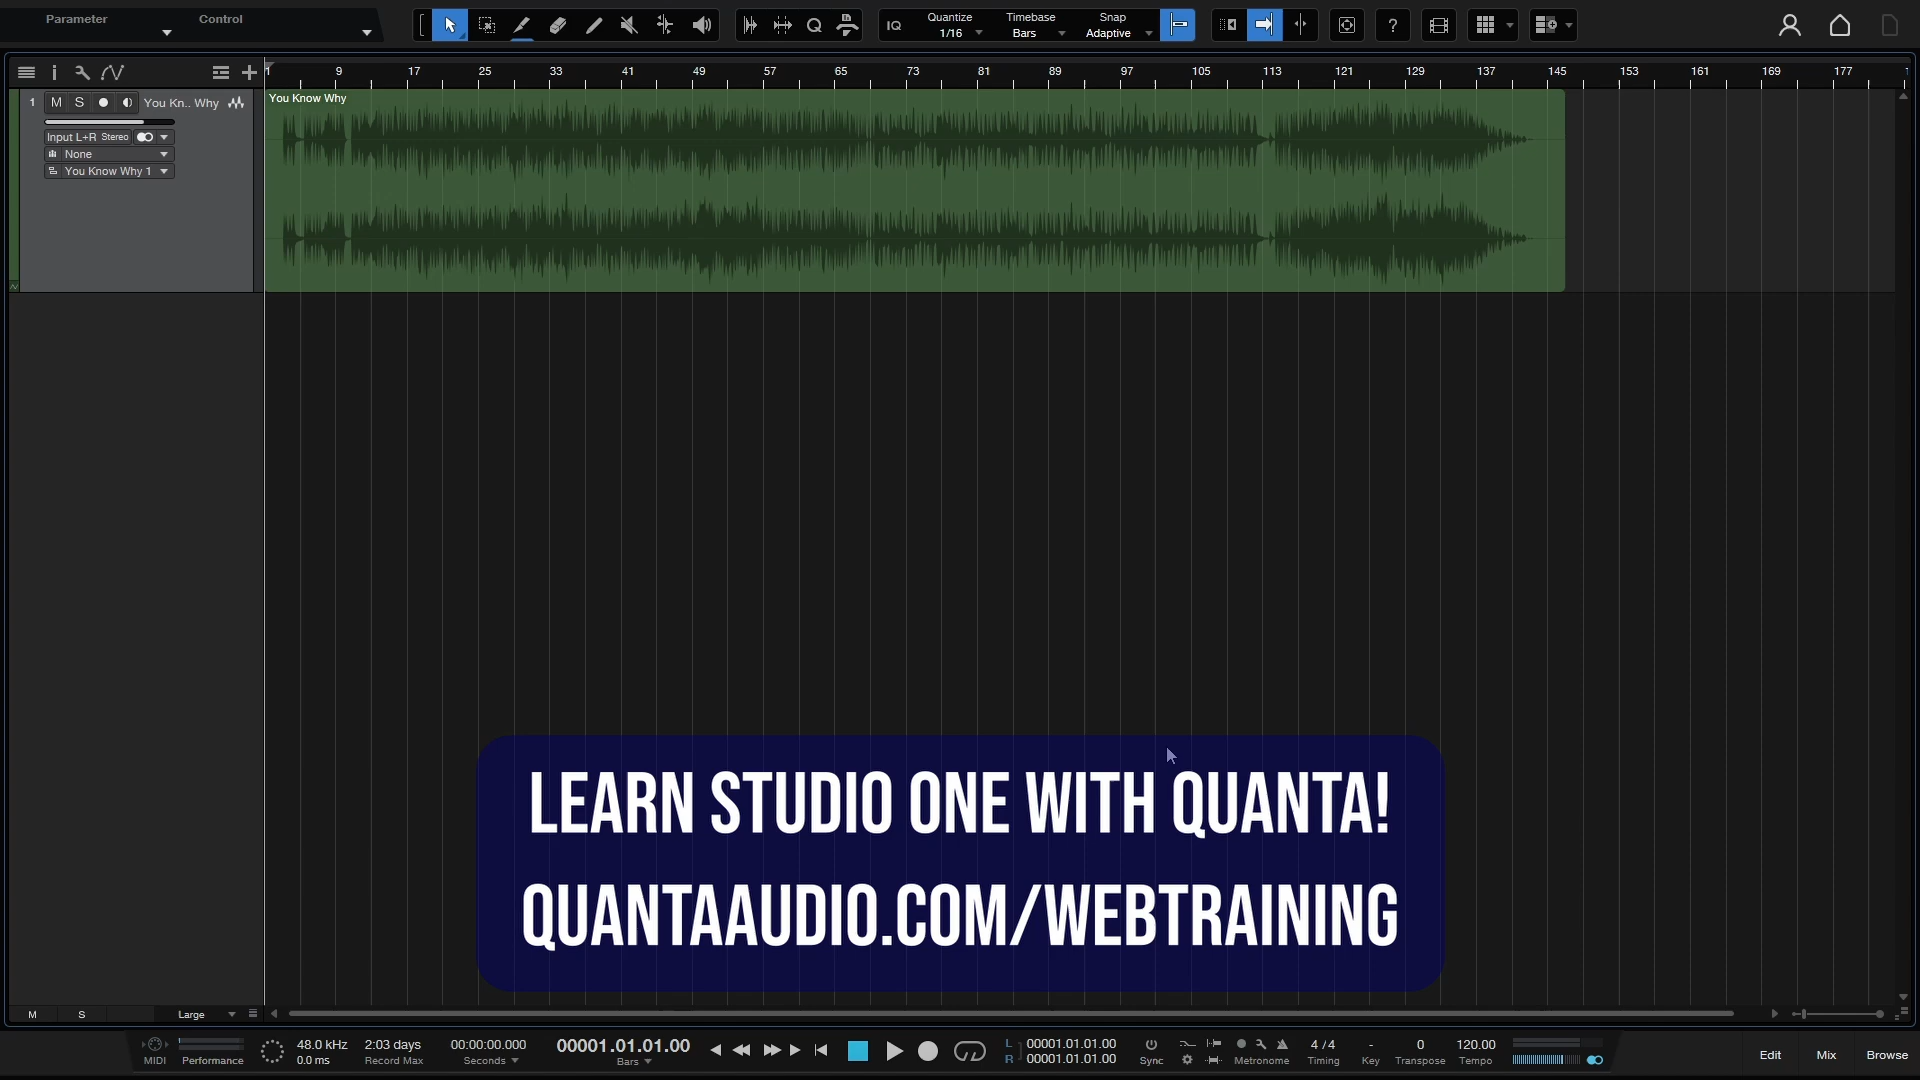 Parameter
Control
IQ
Quantize
1/16
Timebase
Bars
Snap
Adaptive
?
1
9
17
25
33
41
49
57
65
73
81
89
97
105
113
121
129
137
145
153
161
169
177
1
M
S
You Kn.. Why
Input L+R Stereo
None
You Know Why 1
You Know Why
LEARN STUDIO ONE WITH QUANTA!
QUANTAAUDIO.COM/WEBTRAINING
M
S
Large
MIDI
Performance
48.0 kHz
0.0 ms
2:03 days
Record Max
00:00:00.000
Seconds
00001.01.01.00
Bars
L
00001.01.01.00
R
00001.01.01.00
Sync
Metronome
4 / 4
Timing
-
Key
0
Transpose
120.00
Tempo
Edit
Mix
Browse